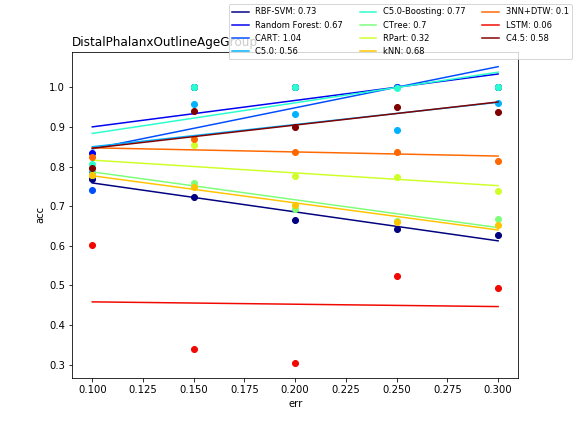 RBF-SVM: 0.73
Random Forest: 0.67
CART: 1.04
C5.0: 0.56
C5.0-Boosting: 0.77
CTree: 0.7
RPart: 0.32
kNN: 0.68
3NN+DTW: 0.1
LSTM: 0.06
C4.5: 0.58
DistalPhalanxOutlineAgeGroup
acc
1.0
0.9
0.8
0.7
0.6
0.5
0.4
0.3
0.100 0.125 0.150 0.175 0.200 0.225 0.250 0.275 0.300
err